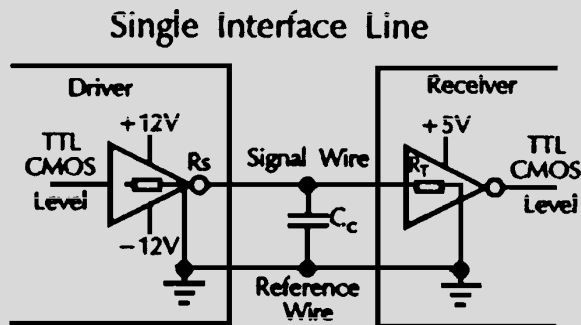 Single Interface Line
Driver
Receiver
+12V
+5V
TTL
CMOS
Level
Rs
Signal Wire
RT
TTL
CMOS
Level
Cc
−12V
Reference
Wire